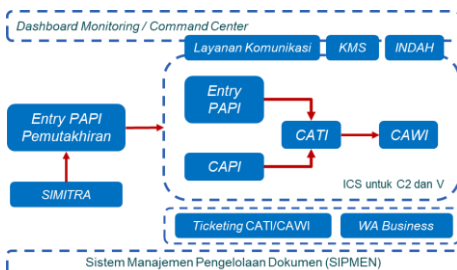 Dashboard Monitoring / Command Center
Layanan Komunikasi
KMS
INDAH
Entry
PAPI
Entry PAPI
Pemutakhiran
CATI
CAWI
CAPI
SIMITRA
ICS untuk C2 dan V
Ticketing CATI/CAWI
WA Business
Sistem Manajemen Pengelolaan Dokumen (SIPMEN)